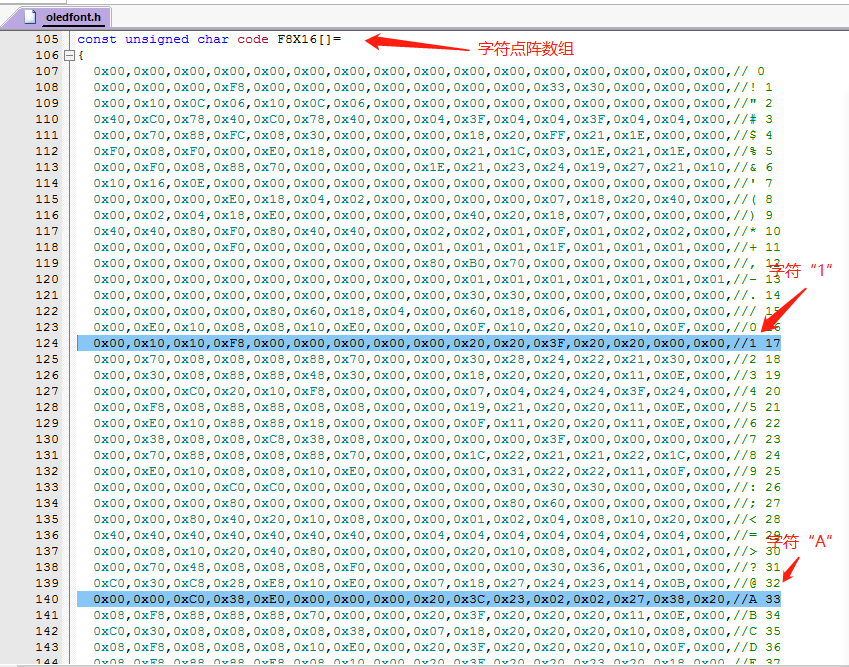 oledfont.h
105 const unsigned char code F8X16[]=
字符点阵数组
106 {
107 0x00,0x00,0x00,0x00,0x00,0x00,0x00,0x00,0x00,0x00,0x00,0x00,0x00,0x00,0x00,0x00,// 0
108 0x00,0x00,0x00,0xF8,0x00,0x00,0x00,0x00,0x00,0x00,0x00,0x33,0x30,0x00,0x00,0x00,//! 1
109 0x00,0x10,0x0C,0x06,0x10,0x0C,0x06,0x00,0x00,0x00,0x00,0x00,0x00,0x00,0x00,0x00,//" 2
110 0x40,0xC0,0x78,0x40,0xC0,0x78,0x40,0x00,0x04,0x3F,0x04,0x04,0x3F,0x04,0x04,0x00,//# 3
111 0x00,0x70,0x88,0xFC,0x08,0x30,0x00,0x00,0x00,0x18,0x20,0xFF,0x21,0x1E,0x00,0x00,//$ 4
112 0xF0,0x08,0xF0,0x00,0xE0,0x18,0x00,0x00,0x00,0x21,0x1C,0x03,0x1E,0x21,0x1E,0x00,//% 5
113 0x00,0xF0,0x08,0x88,0x70,0x00,0x00,0x00,0x1E,0x21,0x23,0x24,0x19,0x27,0x21,0x10,//& 6
114 0x10,0x16,0x0E,0x00,0x00,0x00,0x00,0x00,0x00,0x00,0x00,0x00,0x00,0x00,0x00,0x00,//' 7
115 0x00,0x00,0x00,0xE0,0x18,0x04,0x02,0x00,0x00,0x00,0x00,0x07,0x18,0x20,0x40,0x00,//( 8
116 0x00,0x02,0x04,0x18,0xE0,0x00,0x00,0x00,0x00,0x40,0x20,0x18,0x07,0x00,0x00,0x00,//) 9
117 0x40,0x40,0x80,0xF0,0x80,0x40,0x40,0x00,0x02,0x02,0x01,0x0F,0x01,0x02,0x02,0x00,//* 10
118 0x00,0x00,0x00,0xF0,0x00,0x00,0x00,0x00,0x01,0x01,0x01,0x1F,0x01,0x01,0x01,0x00,//+ 11
119 0x00,0x00,0x00,0x00,0x00,0x00,0x00,0x00,0x80,0xB0,0x70,0x00,0x00,0x00,0x00,0x00,//, 12
字符“1”
120 0x00,0x00,0x00,0x00,0x00,0x00,0x00,0x00,0x00,0x01,0x01,0x01,0x01,0x01,0x01,0x01,//- 13
121 0x00,0x00,0x00,0x00,0x00,0x00,0x00,0x00,0x00,0x30,0x30,0x00,0x00,0x00,0x00,0x00,//. 14
122 0x00,0x00,0x00,0x00,0x80,0x60,0x18,0x04,0x00,0x60,0x18,0x06,0x01,0x00,0x00,0x00,/// 15
123 0x00,0xE0,0x10,0x08,0x08,0x10,0xE0,0x00,0x00,0x0F,0x10,0x20,0x20,0x10,0x0F,0x00,//0 16
124 0x00,0x10,0x10,0xF8,0x00,0x00,0x00,0x00,0x00,0x20,0x20,0x3F,0x20,0x20,0x00,0x00,//1 17
125 0x00,0x70,0x08,0x08,0x08,0x88,0x70,0x00,0x00,0x30,0x28,0x24,0x22,0x21,0x30,0x00,//2 18
126 0x00,0x30,0x08,0x88,0x88,0x48,0x30,0x00,0x00,0x18,0x20,0x20,0x20,0x11,0x0E,0x00,//3 19
127 0x00,0x00,0xC0,0x20,0x10,0xF8,0x00,0x00,0x00,0x07,0x04,0x24,0x24,0x3F,0x24,0x00,//4 20
128 0x00,0xF8,0x08,0x88,0x88,0x08,0x08,0x00,0x00,0x19,0x21,0x20,0x20,0x11,0x0E,0x00,//5 21
129 0x00,0xE0,0x10,0x88,0x88,0x18,0x00,0x00,0x00,0x0F,0x11,0x20,0x20,0x11,0x0E,0x00,//6 22
130 0x00,0x38,0x08,0x08,0xC8,0x38,0x08,0x00,0x00,0x00,0x00,0x3F,0x00,0x00,0x00,0x00,//7 23
131 0x00,0x70,0x88,0x08,0x08,0x88,0x70,0x00,0x00,0x1C,0x22,0x21,0x21,0x22,0x1C,0x00,//8 24
132 0x00,0xE0,0x10,0x08,0x08,0x10,0xE0,0x00,0x00,0x00,0x31,0x22,0x22,0x11,0x0F,0x00,//9 25
133 0x00,0x00,0x00,0xC0,0xC0,0x00,0x00,0x00,0x00,0x00,0x00,0x30,0x30,0x00,0x00,0x00,//: 26
134 0x00,0x00,0x00,0x80,0x00,0x00,0x00,0x00,0x00,0x00,0x80,0x60,0x00,0x00,0x00,0x00,//; 27
135 0x00,0x00,0x80,0x40,0x20,0x10,0x08,0x00,0x00,0x01,0x02,0x04,0x08,0x10,0x20,0x00,//< 28
136 0x40,0x40,0x40,0x40,0x40,0x40,0x40,0x00,0x04,0x04,0x04,0x04,0x04,0x04,0x04,0x00,//= 29
字符“A”
137 0x00,0x08,0x10,0x20,0x40,0x80,0x00,0x00,0x00,0x20,0x10,0x08,0x04,0x02,0x01,0x00,//> 30
138 0x00,0x70,0x48,0x08,0x08,0x08,0xF0,0x00,0x00,0x00,0x00,0x30,0x36,0x01,0x00,0x00,//? 31
139 0xC0,0x30,0xC8,0x28,0xE8,0x10,0xE0,0x00,0x07,0x18,0x27,0x24,0x23,0x14,0x0B,0x00,//@ 32
140 0x00,0x00,0xC0,0x38,0xE0,0x00,0x00,0x00,0x20,0x3C,0x23,0x02,0x02,0x27,0x38,0x20,//A 33
141 0x08,0xF8,0x88,0x88,0x88,0x70,0x00,0x00,0x20,0x3F,0x20,0x20,0x20,0x11,0x0E,0x00,//B 34
142 0xC0,0x30,0x08,0x08,0x08,0x08,0x38,0x00,0x07,0x18,0x20,0x20,0x20,0x10,0x08,0x00,//C 35
143 0x08,0xF8,0x08,0x08,0x08,0x10,0xE0,0x00,0x20,0x3F,0x20,0x20,0x20,0x10,0x0F,0x00,//D 36
144 0x08,0xF8,0x88,0x88,0xE8,0x08,0x10,0x00,0x20,0x3F,0x20,0x20,0x23,0x20,0x18,0x00,//E 37